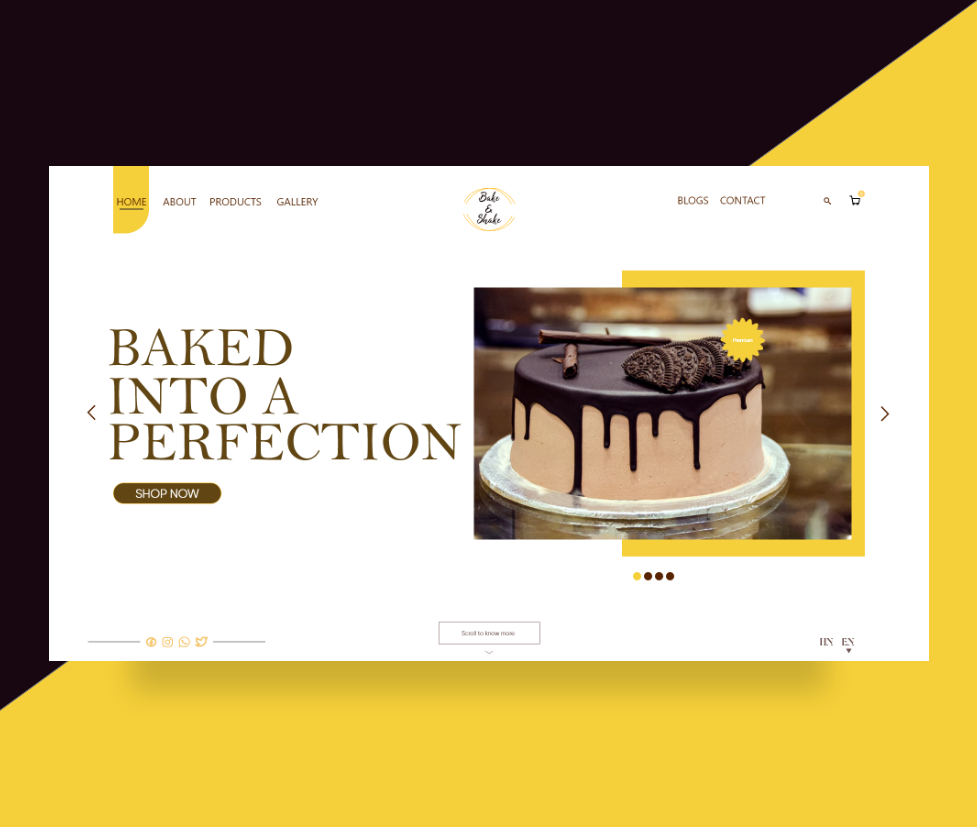 HOME ABOUT PRODUCTS GALLERY
Bake
&
Shake
BLOGS CONTACT
BAKED
INTO A
PERFECTION
SHOP NOW
Premium
Scroll to know more
HN EN